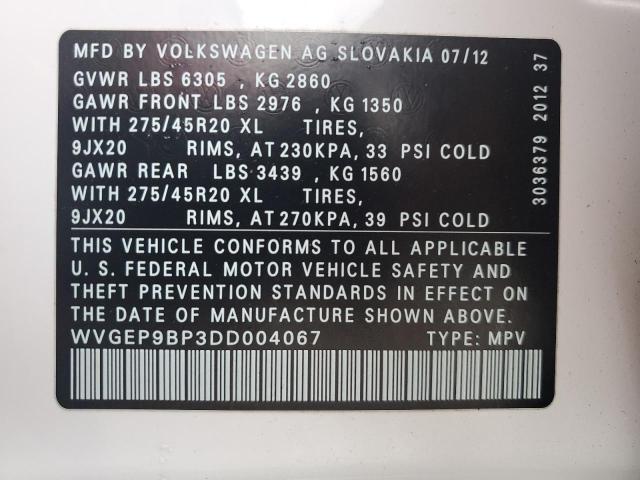 MFD BY VOLKSWAGEN AG SLOVAKIA 07/12
GVWR LBS 6305 , KG 2860
GAWR FRONT LBS 2976 , KG 1350
WITH 275/45R20 XL TIRES,
9JX20 RIMS, AT 230KPA, 33 PSI COLD
GAWR REAR LBS 3439 , KG 1560
WITH 275/45R20 XL TIRES,
9JX20 RIMS, AT 270KPA, 39 PSI COLD
THIS VEHICLE CONFORMS TO ALL APPLICABLE
U. S. FEDERAL MOTOR VEHICLE SAFETY AND
THEFT PREVENTION STANDARDS IN EFFECT ON
THE DATE OF MANUFACTURE SHOWN ABOVE.
WVGEP9BP3DD004067 TYPE: MPV
3036379 2012 37